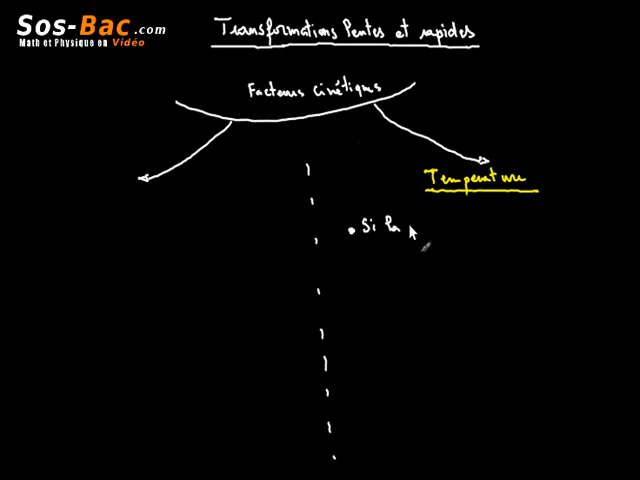 Sos-Bac.com
Math et Physique en Vidéo
Transformations lentes et rapides
Facteurs cinétiques
Température
• Si la